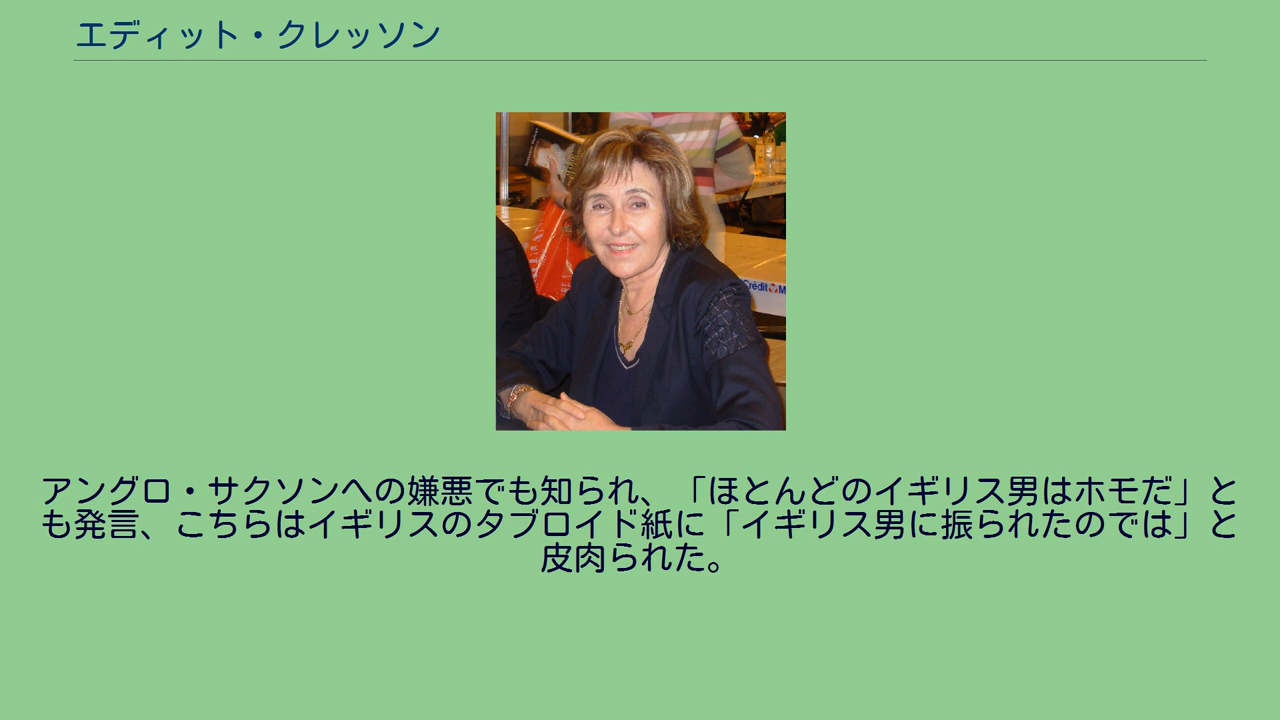 エディット・クレッソン
Crédit M
アングロ・サクソンへの嫌悪でも知られ、「ほとんどのイギリス男はホモだ」と
も発言、こちらはイギリスのタブロイド紙に「イギリス男に振られたのでは」と
皮肉られた。